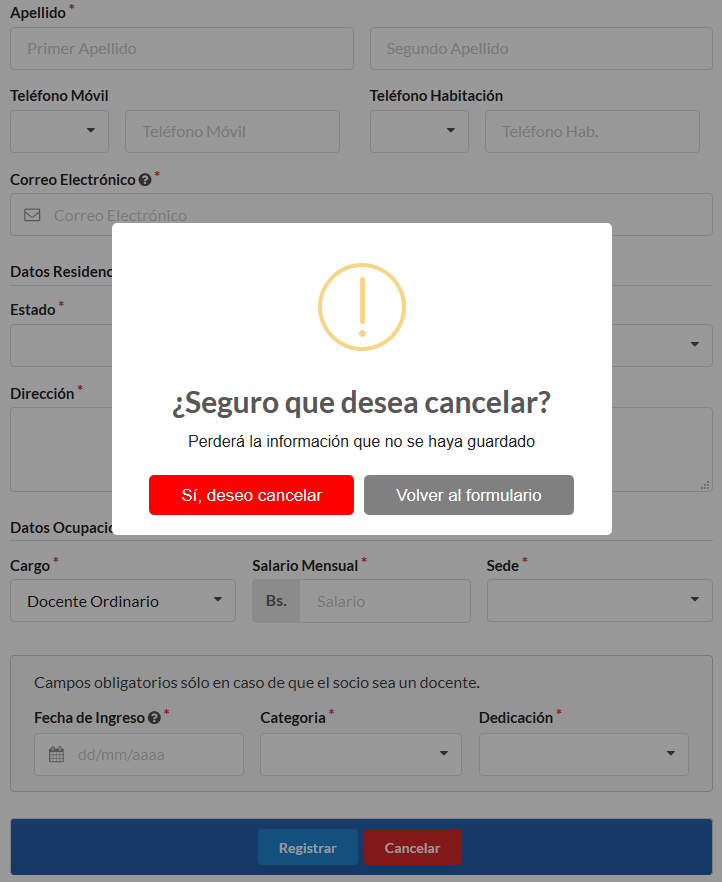 Apellido *
Primer Apellido Segundo Apellido
Teléfono Móvil Teléfono Habitación
Teléfono Móvil Teléfono Hab.
Correo Electrónico ? *
Correo Electrónico
Datos Residenc
Estado *
Dirección *
¿Seguro que desea cancelar?
Perderá la información que no se haya guardado
Sí, deseo cancelar Volver al formulario
Datos Ocupacio
Cargo * Salario Mensual * Sede *
Docente Ordinario Bs. Salario
Campos obligatorios sólo en caso de que el socio sea un docente.
Fecha de Ingreso ? * Categoria * Dedicación *
dd/mm/aaaa
Registrar Cancelar